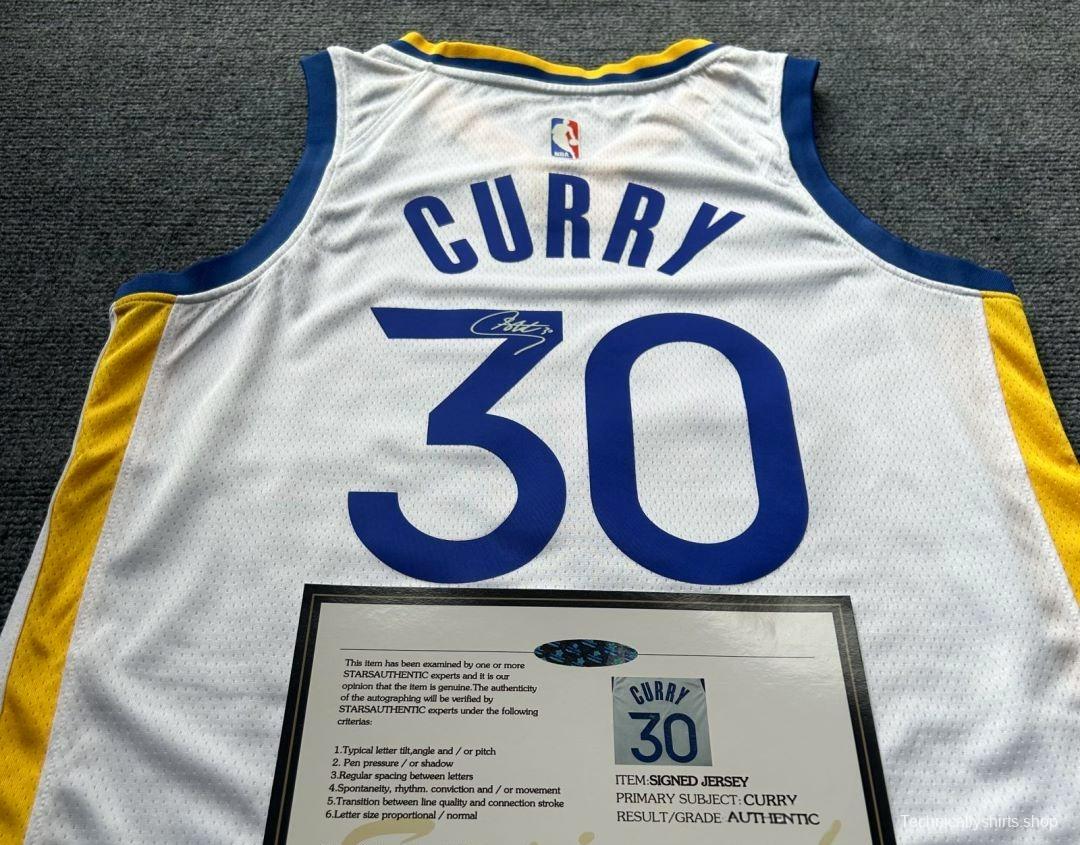 NBA
CURRY
30
This item has been examined by one or more
STARSAUTHENTIC experts and it is our
opinion that the item is genuine.The authenticity
of the autographing will be verified by
STARSAUTHENTIC experts under the following
criterias:
1.Typical letter tilt,angle and / or pitch
2. Pen pressure / or shadow
3.Regular spacing between letters
4.Spontaneity, rhythm. conviction and / or movement
5.Transition between line quality and connection stroke
6.Letter size proportional / normal
CURRY
30
ITEM:SIGNED JERSEY
PRIMARY SUBJECT: CURRY
RESULT/GRADE: AUTHENTIC
Technicallyshirts.shop